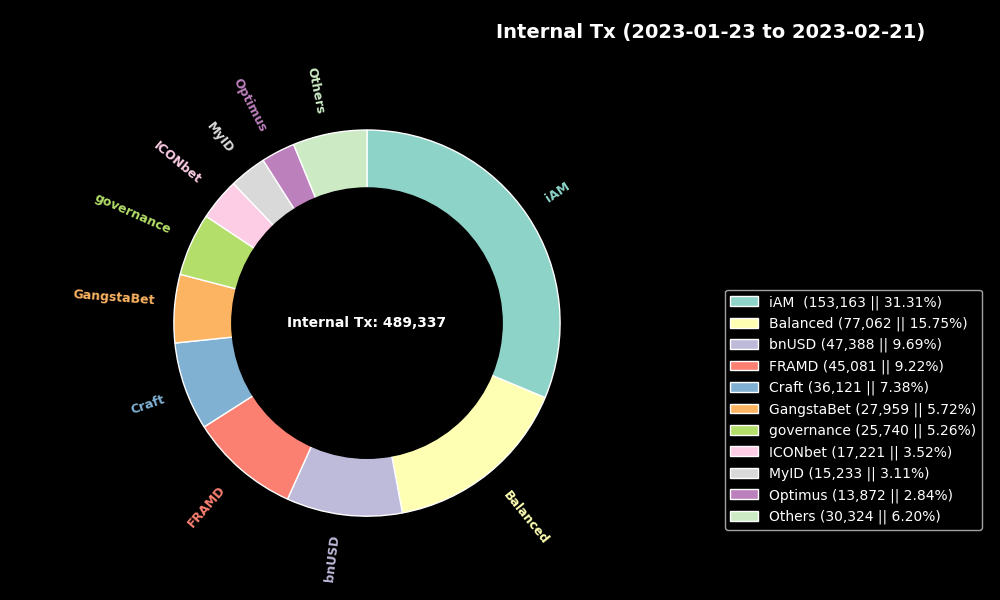 Internal Tx (2023-01-23 to 2023-02-21)
Others
Optimus
MyID
ICONbet
iAM
governance
GangstaBet
Internal Tx: 489,337
Craft
FRAMD
Balanced
bnUSD
iAM  (153,163 || 31.31%)
Balanced (77,062 || 15.75%)
bnUSD (47,388 || 9.69%)
FRAMD (45,081 || 9.22%)
Craft (36,121 || 7.38%)
GangstaBet (27,959 || 5.72%)
governance (25,740 || 5.26%)
ICONbet (17,221 || 3.52%)
MyID (15,233 || 3.11%)
Optimus (13,872 || 2.84%)
Others (30,324 || 6.20%)